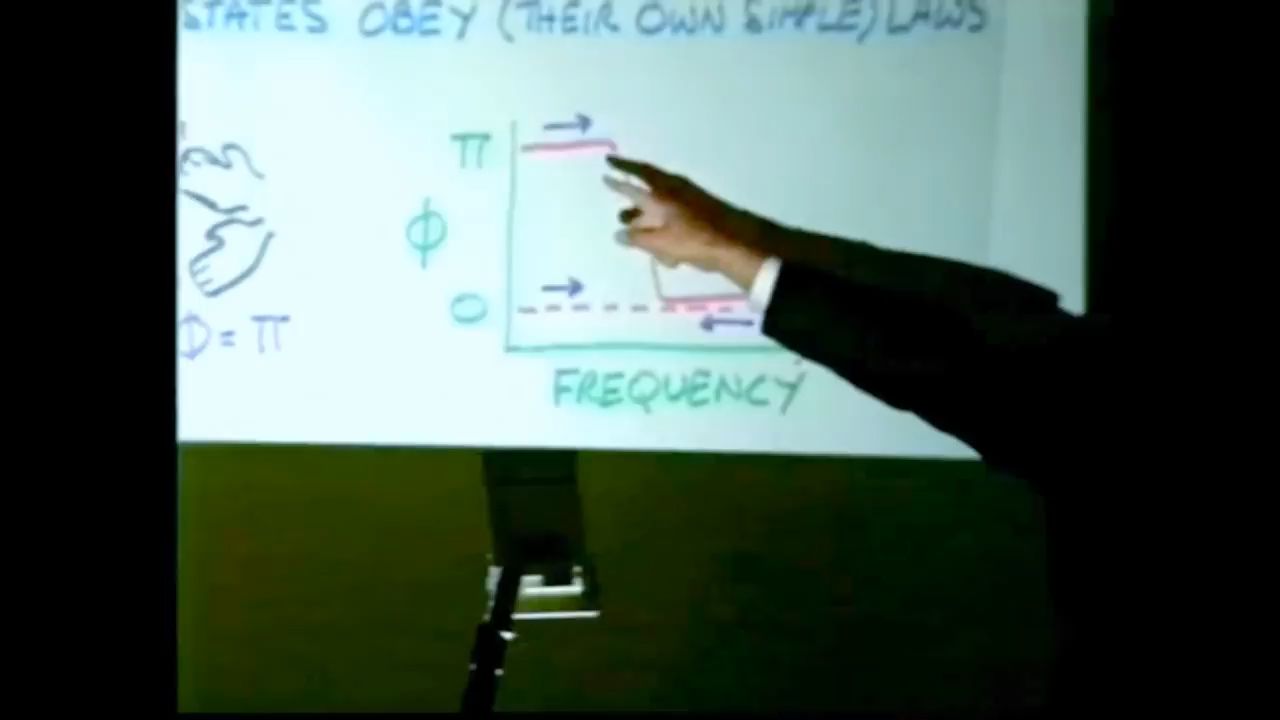 STATES OBEY (THEIR OWN SIMPLE) LAWS
π
ϕ
0
= π
FREQUENCY